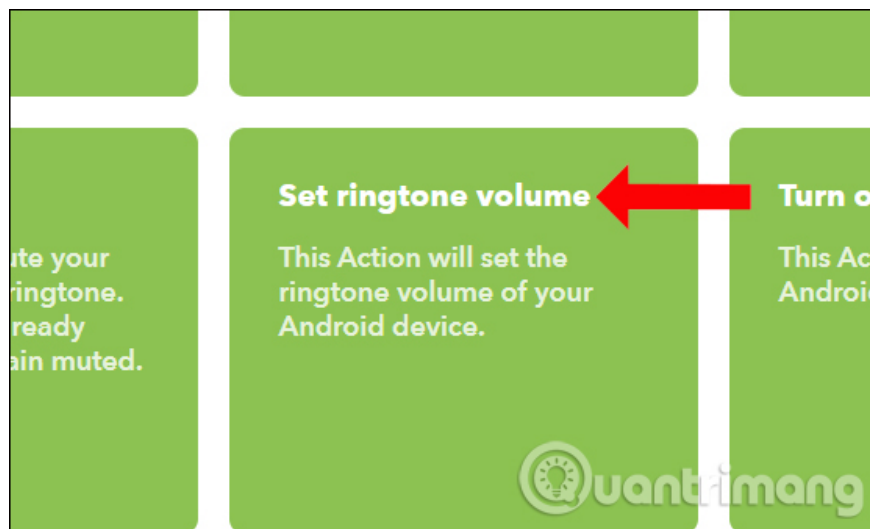 ute your
ringtone.
ready
ain muted.
Set ringtone volume
This Action will set the
ringtone volume of your
Android device.
Turn o
This Ac
Androi
Quantrimang